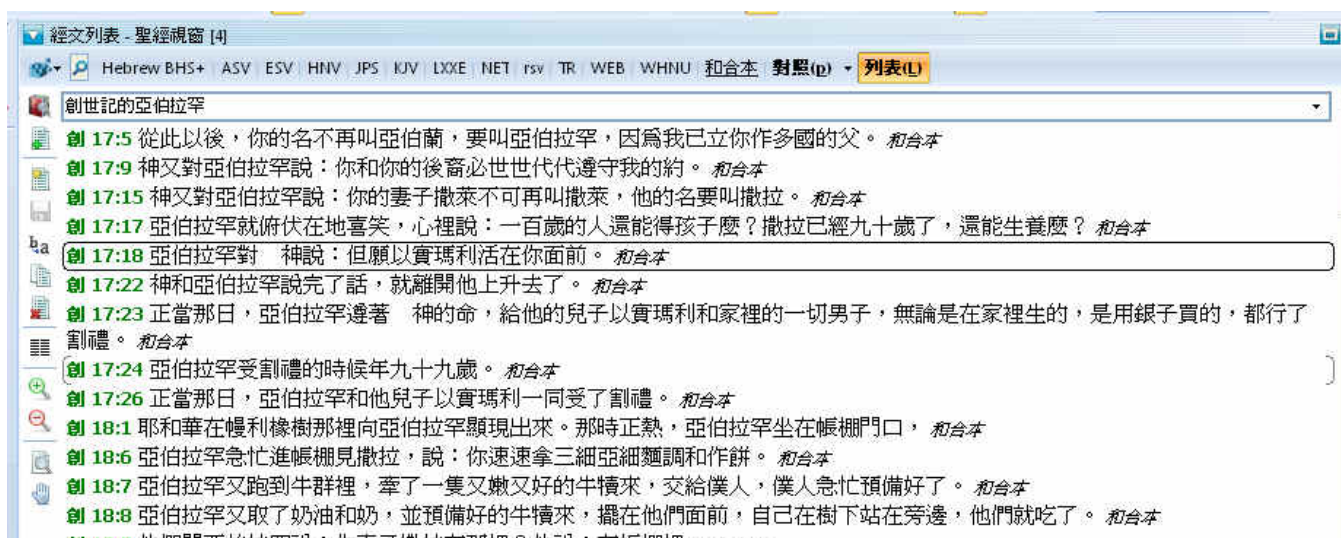 經文列表 - 聖經視窗 [4]
Hebrew BHS+ ASV ESV HNV JPS KJV LXXE NET rsv TR WEB WHNU 和合本 對照(p) 列表(L)
創世記的亞伯拉罕
創 17:5 從此以後，你的名不再叫亞伯蘭，要叫亞伯拉罕，因爲我已立你作多國的父。 和合本
創 17:9 神又對亞伯拉罕說：你和你的後裔必世世代代遵守我的約。 和合本
創 17:15 神又對亞伯拉罕說：你的妻子撒萊不可再叫撒萊，他的名要叫撒拉。 和合本
創 17:17 亞伯拉罕就俯伏在地喜笑，心裡說：一百歲的人還能得孩子麼？撒拉已經九十歲了，還能生養麼？ 和合本
創 17:18 亞伯拉罕對　神說：但願以實瑪利活在你面前。 和合本
創 17:22 神和亞伯拉罕說完了話，就離開他上升去了。 和合本
創 17:23 正當那日，亞伯拉罕遵著　神的命，給他的兒子以實瑪利和家裡的一切男子，無論是在家裡生的，是用銀子買的，都行了
割禮。 和合本
創 17:24 亞伯拉罕受割禮的時候年九十九歲。 和合本
創 17:26 正當那日，亞伯拉罕和他兒子以實瑪利一同受了割禮。 和合本
創 18:1 耶和華在幔利橡樹那裡向亞伯拉罕顯現出來。那時正熱，亞伯拉罕坐在帳棚門口， 和合本
創 18:6 亞伯拉罕急忙進帳棚見撒拉，說：你速速拿三細亞細麵調和作餅。 和合本
創 18:7 亞伯拉罕又跑到牛群裡，牽了一隻又嫩又好的牛犢來，交給僕人，僕人急忙預備好了。 和合本
創 18:8 亞伯拉罕又取了奶油和奶，並預備好的牛犢來，擺在他們面前，自己在樹下站在旁邊，他們就吃了。 和合本